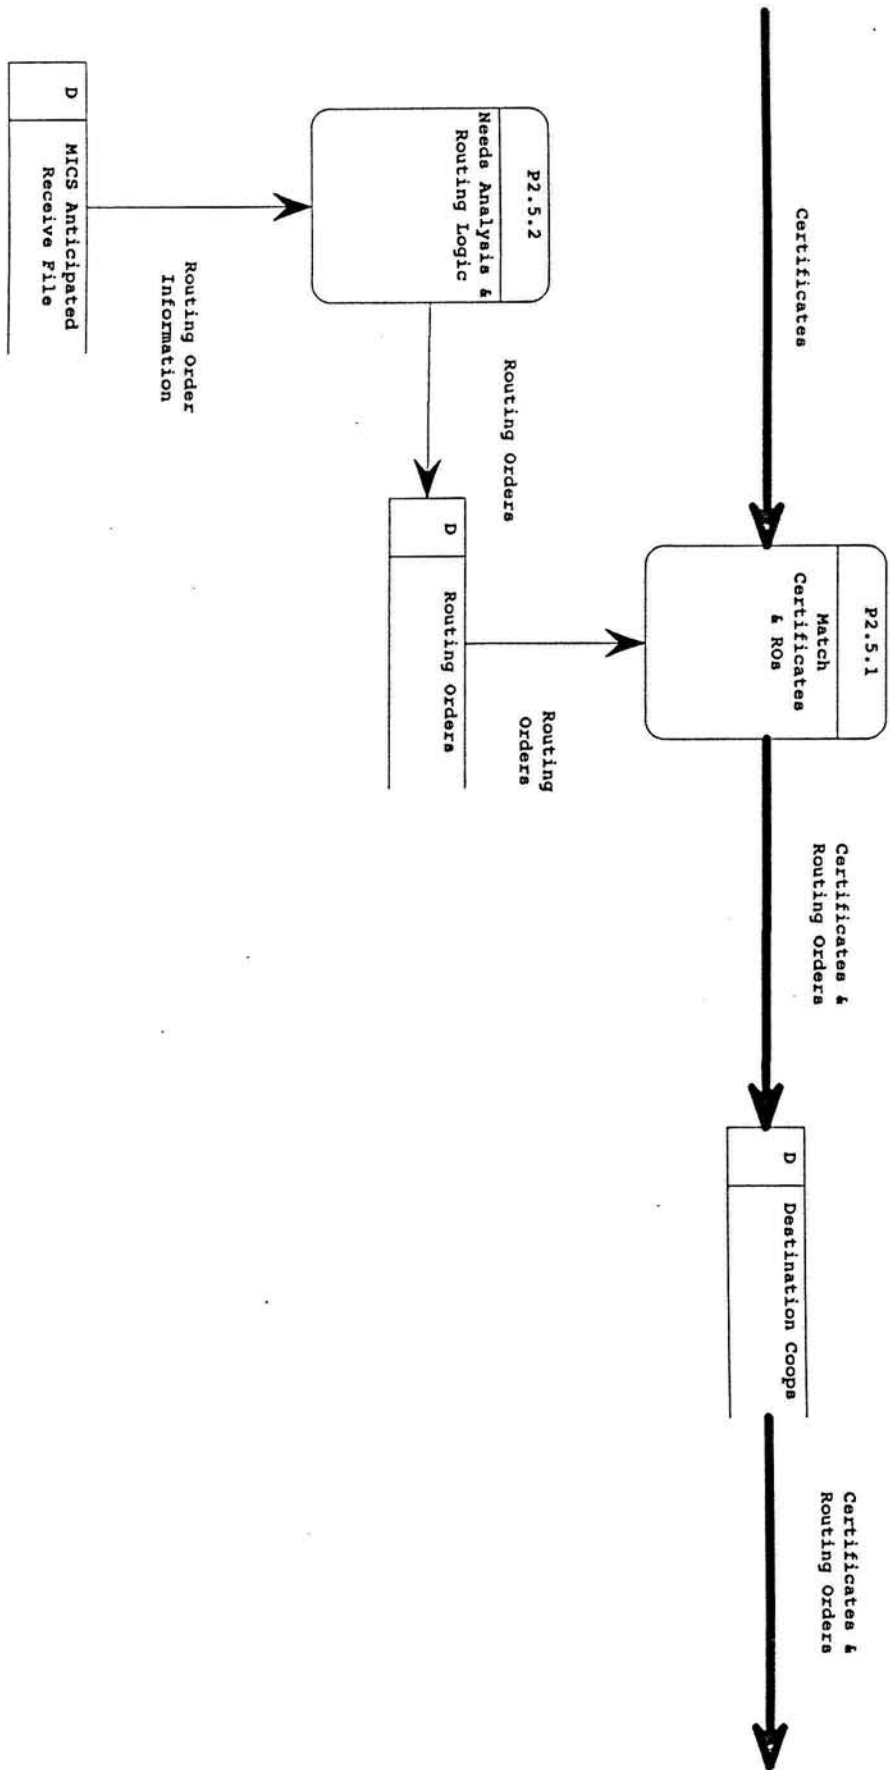 Certificates
P2.5.1
Match
Certificates
& ROs
Certificates &
Routing Orders
D
Destination Coops
Certificates &
Routing Orders
P2.5.2
Needs Analysis &
Routing Logic
Routing Orders
D
Routing Orders
Routing
Orders
D
MICS Anticipated
Receive File
Routing Order
Information